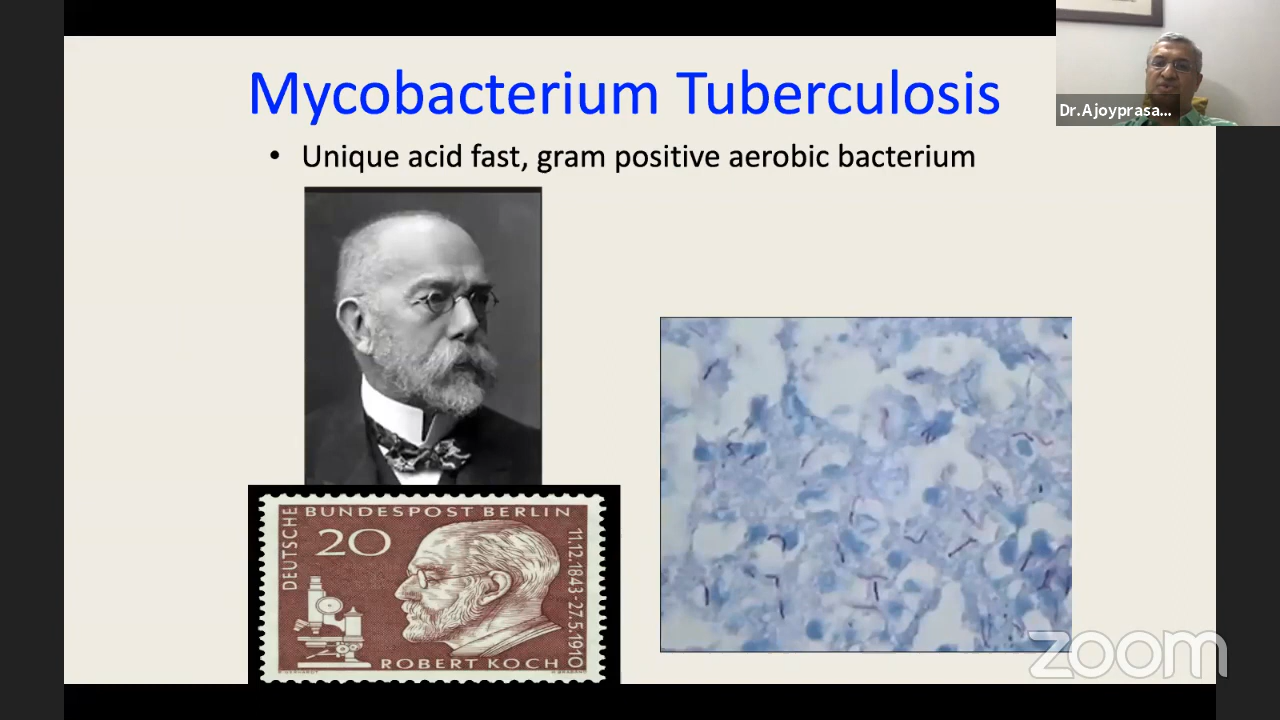 Mycobacterium Tuberculosis
• Unique acid fast, gram positive aerobic bacterium
Dr.Ajoyprasa...
DEUTSCHE
BUNDESPOST BERLIN
20
11.12.1843-27.5.1910
ROBERT KOCH
zoom